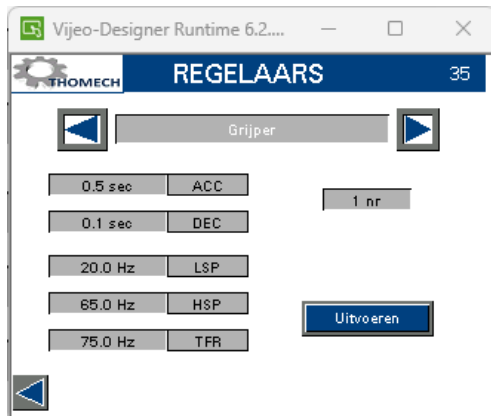 Vijeo-Designer Runtime 6.2....
THOMECH REGELAARS 35
Grijper
0.5 sec ACC
1 nr
0.1 sec DEC
20.0 Hz LSP
65.0 Hz HSP
Uitvoeren
75.0 Hz TFR